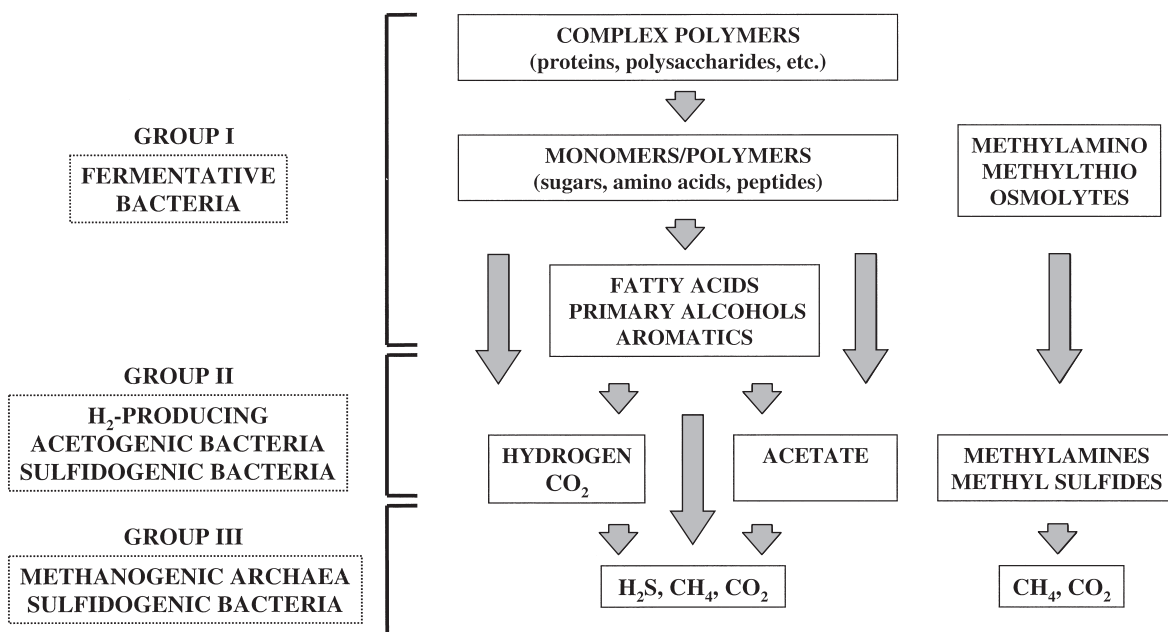 COMPLEX POLYMERS
(proteins, polysaccharides, etc.)
GROUP I
FERMENTATIVE
BACTERIA
MONOMERS/POLYMERS
(sugars, amino acids, peptides)
METHYLAMINO
METHYLTHIO
OSMOLYTES
FATTY ACIDS
PRIMARY ALCOHOLS
AROMATICS
GROUP II
H₂-PRODUCING
ACETOGENIC BACTERIA
SULFIDOGENIC BACTERIA
HYDROGEN
CO₂
ACETATE
METHYLAMINES
METHYL SULFIDES
GROUP III
METHANOGENIC ARCHAEA
SULFIDOGENIC BACTERIA
H₂S, CH₄, CO₂
CH₄, CO₂